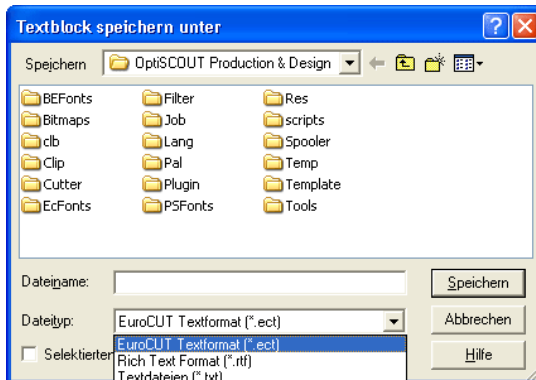 Textblock speichern unter
Speichern OptiSCOUT Production & Design
BEFonts Filter Res
Bitmaps Job scripts
clb Lang Spooler
Clip Pal Temp
Cutter Plugin Template
EcFonts PSFonts Tools
Dateiname: Speichern
Dateityp: EuroCUT Textformat (*.ect) Abbrechen
EuroCUT Textformat (*.ect)
Selektierter Rich Text Format (*.rtf) Hilfe
Textdateien (*.txt)